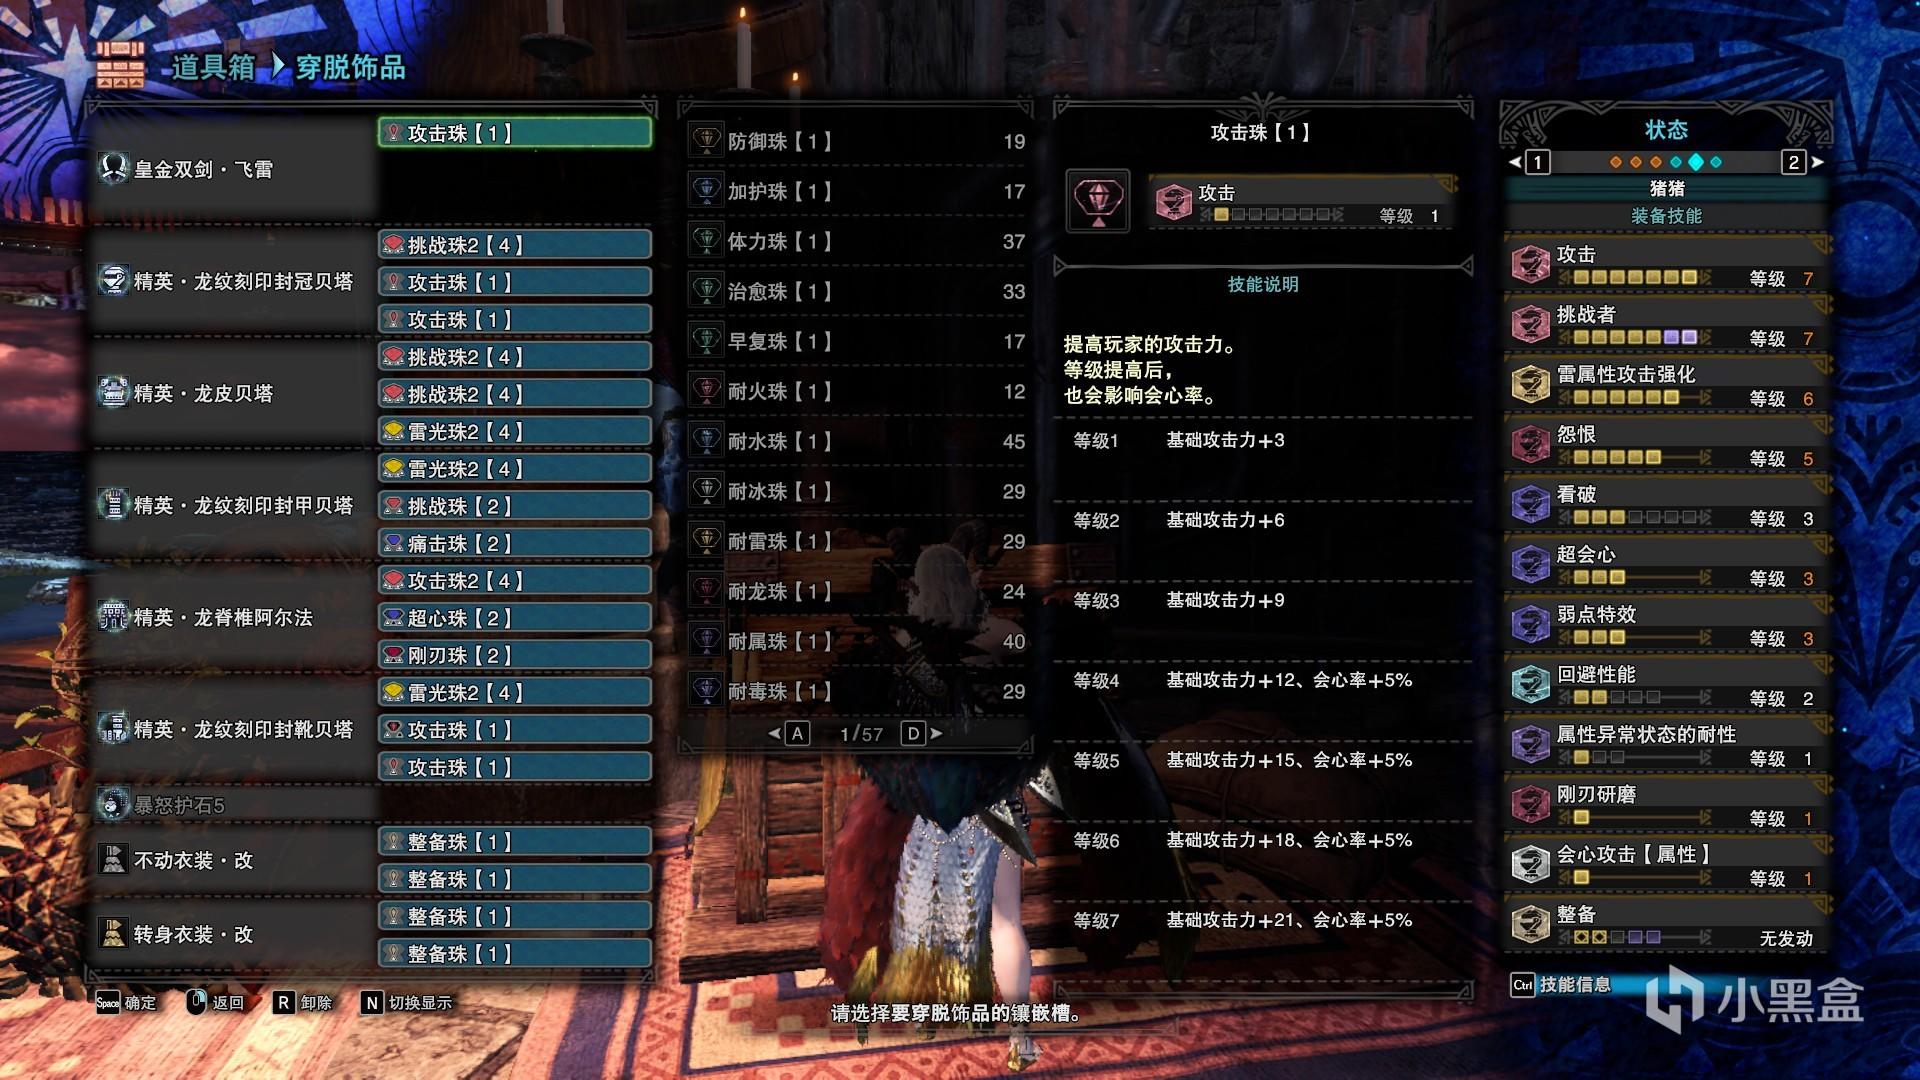 道具箱 穿脱饰品
皇金双剑・飞雷
攻击珠【1】
精英・龙纹刻印封冠贝塔
挑战珠2【4】
攻击珠【1】
攻击珠【1】
精英・龙皮贝塔
挑战珠2【4】
挑战珠2【4】
雷光珠2【4】
精英・龙纹刻印封甲贝塔
雷光珠2【4】
挑战珠【2】
痛击珠【2】
精英・龙脊椎阿尔法
攻击珠2【4】
超心珠【2】
刚刃珠【2】
精英・龙纹刻印封靴贝塔
雷光珠2【4】
攻击珠【1】
攻击珠【1】
暴怒护石5
不动衣装・改
整备珠【1】
整备珠【1】
转身衣装・改
整备珠【1】
整备珠【1】
Space 确定 返回 R 卸除 N 切换显示
防御珠【1】 19
加护珠【1】 17
体力珠【1】 37
治愈珠【1】 33
早复珠【1】 17
耐火珠【1】 12
耐水珠【1】 45
耐冰珠【1】 29
耐雷珠【1】 29
耐龙珠【1】 24
耐属珠【1】 40
耐毒珠【1】 29
A 1/57 D
攻击珠【1】
攻击
等级 1
技能说明
提高玩家的攻击力。
等级提高后，
也会影响会心率。
等级1 基础攻击力+3
等级2 基础攻击力+6
等级3 基础攻击力+9
等级4 基础攻击力+12、会心率+5%
等级5 基础攻击力+15、会心率+5%
等级6 基础攻击力+18、会心率+5%
等级7 基础攻击力+21、会心率+5%
请选择要穿脱饰品的镶嵌槽。
状态
1 2
猪猪
装备技能
攻击
等级 7
挑战者
等级 7
雷属性攻击强化
等级 6
怨恨
等级 5
看破
等级 3
超会心
等级 3
弱点特效
等级 3
回避性能
等级 2
属性异常状态的耐性
等级 1
刚刃研磨
等级 1
会心攻击【属性】
等级 1
整备
无发动
Ctrl 技能信息
小黑盒